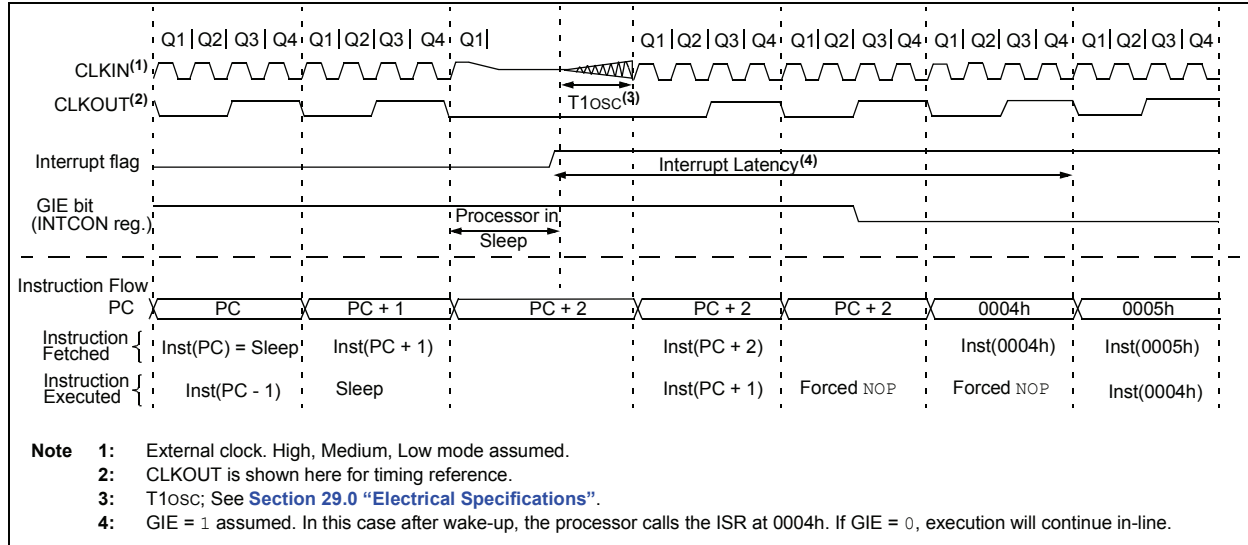 Q1| Q2| Q3| Q4 Q1| Q2| Q3| Q4 Q1| Q1| Q2| Q3| Q4 Q1| Q2| Q3| Q4 Q1| Q2| Q3| Q4 Q1| Q2| Q3| Q4
CLKIN(1)
CLKOUT(2)
T1OSC(3)
Interrupt flag
Interrupt Latency(4)
GIE bit
(INTCON reg.)
Processor in
Sleep
Instruction Flow
PC PC PC + 1 PC + 2 PC + 2 PC + 2 0004h 0005h
Instruction
Fetched { Inst(PC) = Sleep Inst(PC + 1) Inst(PC + 2) Inst(0004h) Inst(0005h)
Instruction
Executed { Inst(PC - 1) Sleep Inst(PC + 1) Forced NOP Forced NOP Inst(0004h)
Note 1: External clock. High, Medium, Low mode assumed.
2: CLKOUT is shown here for timing reference.
3: T1OSC; See Section 29.0 “Electrical Specifications”.
4: GIE = 1 assumed. In this case after wake-up, the processor calls the ISR at 0004h. If GIE = 0, execution will continue in-line.